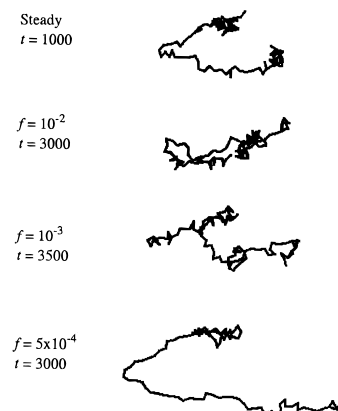 Steady
t = 1000
f = 10⁻²
t = 3000
f = 10⁻³
t = 3500
f = 5x10⁻⁴
t = 3000